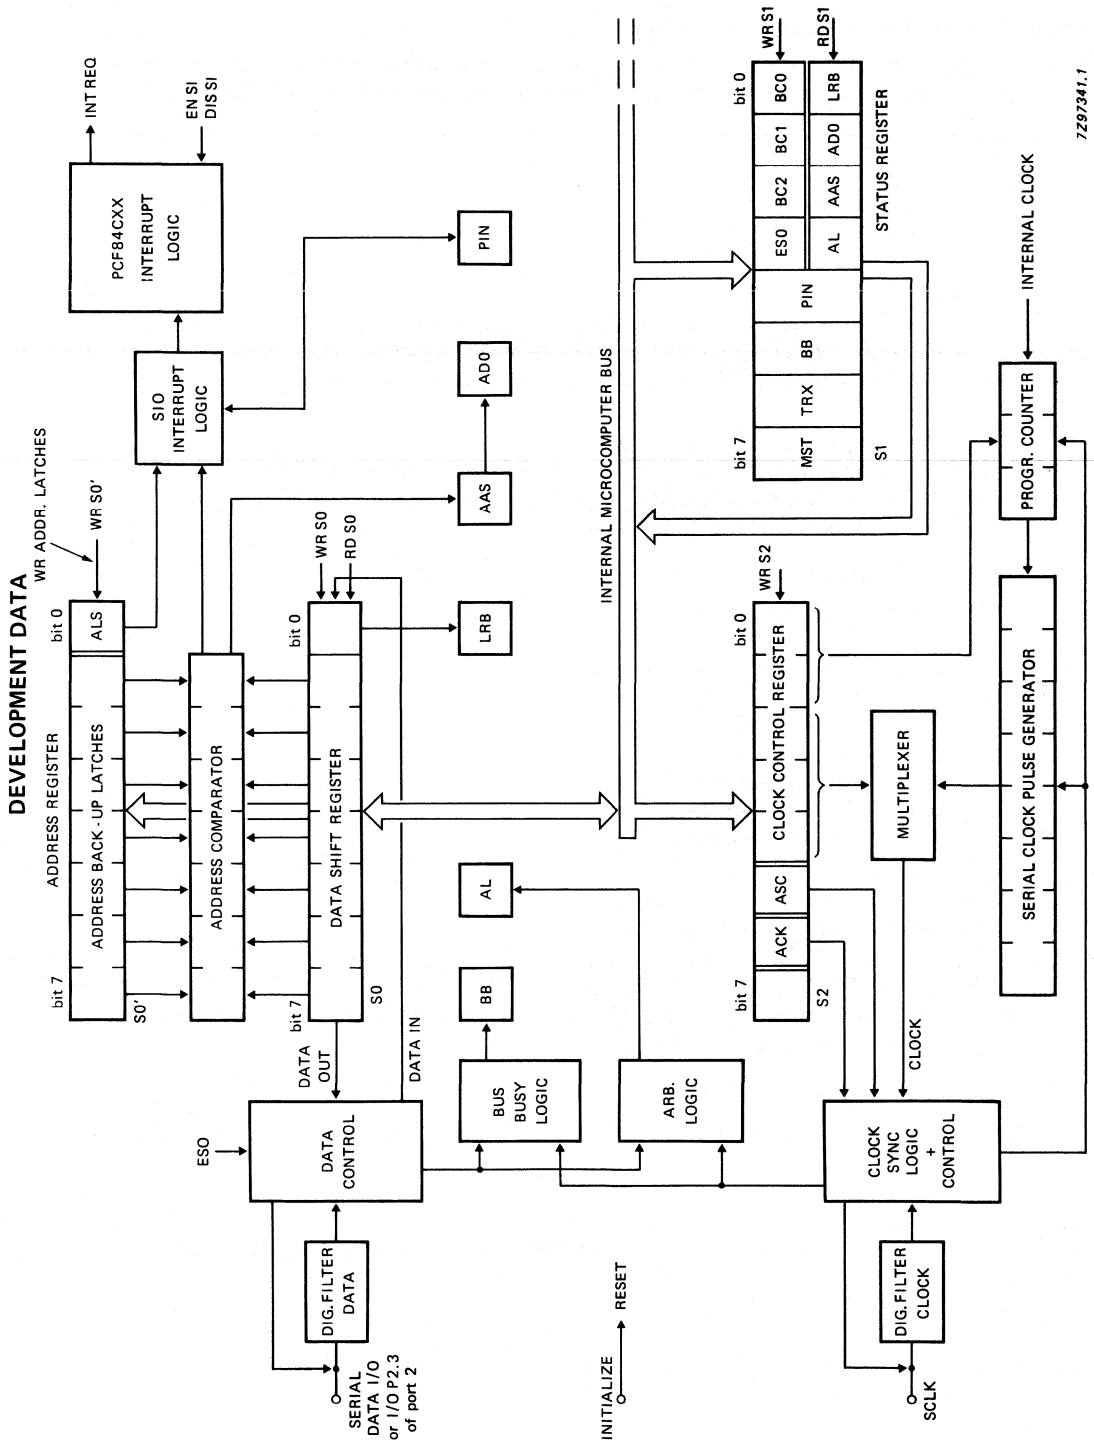 DEVELOPMENT DATA
WR ADDR. LATCHES
WR S0'
ADDRESS REGISTER
bit 7
bit 0
ADDRESS BACK-UP LATCHES
ALS
S0'
ADDRESS COMPARATOR
SIO
INTERRUPT
LOGIC
PCF84CXX
INTERRUPT
LOGIC
INT REQ
EN SI
DIS SI
bit 7
bit 0
DATA SHIFT REGISTER
S0
WR S0
RD S0
ESO
DATA
OUT
DATA IN
DATA
CONTROL
DIG. FILTER
DATA
SERIAL
DATA I/O
or I/O P2.3
of port 2
LRB
AAS
AD0
PIN
BB
AL
BUS
BUSY
LOGIC
ARB.
LOGIC
INITIALIZE
RESET
INTERNAL MICROCOMPUTER BUS
bit 7
bit 0
ACK
ASC
CLOCK CONTROL REGISTER
S2
WR S2
bit 7
bit 0
MST
TRX
BB
PIN
ESO
BC2
BC1
BC0
AL
AAS
AD0
LRB
WR S1
RD S1
S1
STATUS REGISTER
MULTIPLEXER
CLOCK
CLOCK
SYNC
LOGIC
+
CONTROL
DIG. FILTER
CLOCK
SCLK
SERIAL CLOCK PULSE GENERATOR
PROGR. COUNTER
INTERNAL CLOCK
7Z97341.1